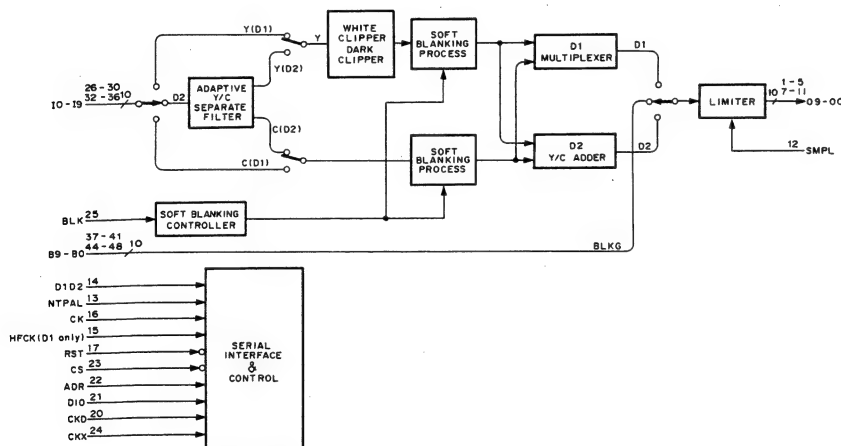 Y(D1)
Y(D2)
Y
WHITE
CLIPPER
DARK
CLIPPER
SOFT
BLANKING
PROCESS
D1
MULTIPLEXER
D1
I0-I9
26-30
32-36
10
D2
ADAPTIVE
Y/C
SEPARATE
FILTER
C(D2)
C(D1)
SOFT
BLANKING
PROCESS
D2
Y/C ADDER
D2
LIMITER
10
1-5
7-11
09-00
12
SMPL
BLK
25
SOFT BLANKING
CONTROLLER
37-41
44-48
10
B9-B0
BLKG
D1D2 14
NTPAL 13
CK 16
HFCK(D1 only) 15
RST 17
CS 23
ADR 22
DIO 21
CKD 20
CKX 24
SERIAL
INTERFACE
&
CONTROL